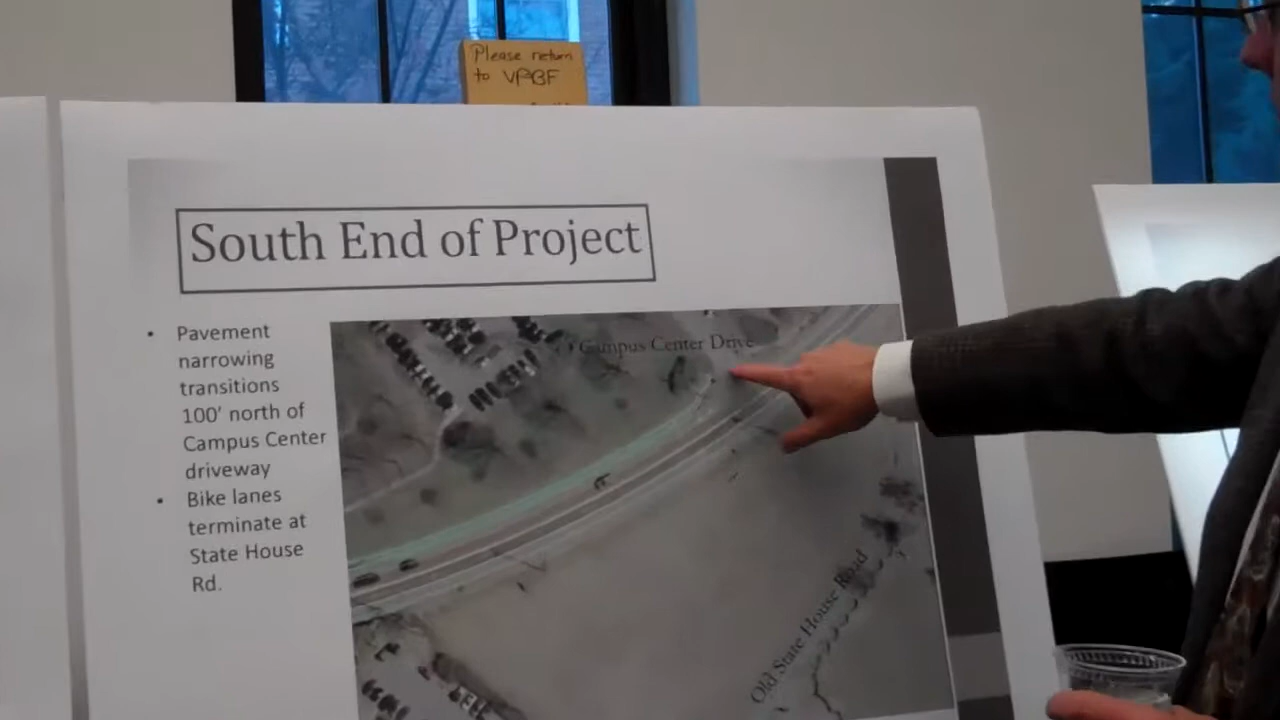 Please return
to VPBF
South End of Project
• Pavement
narrowing
transitions
100' north of
Campus Center
driveway
• Bike lanes
terminate at
State House
Rd.
Campus Center Drive
Old State House Road